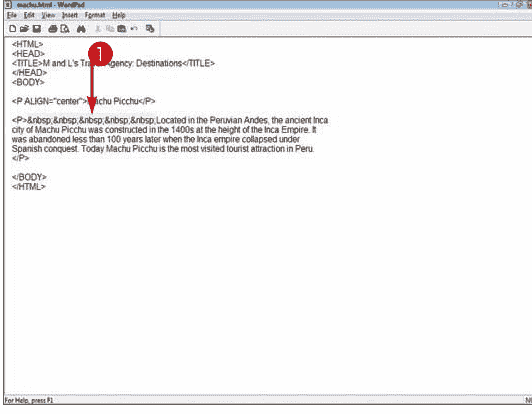 machu.html - WordPad
File Edit View Insert Format Help
1
<HTML>
<HEAD>
<TITLE>M and L's Agency: Destinations</TITLE>
</HEAD>
<BODY>
<P ALIGN="center">Machu Picchu</P>
<P>&nbsp;&nbsp;&nbsp;&nbsp;&nbsp;Located in the Peruvian Andes, the ancient Inca
city of Machu Picchu was constructed in the 1400s at the height of the Inca Empire. It
was abandoned less than 100 years later when the Inca empire collapsed under
Spanish conquest. Today Machu Picchu is the most visited tourist attraction in Peru.
</P>
</BODY>
</HTML>
For Help, press F1